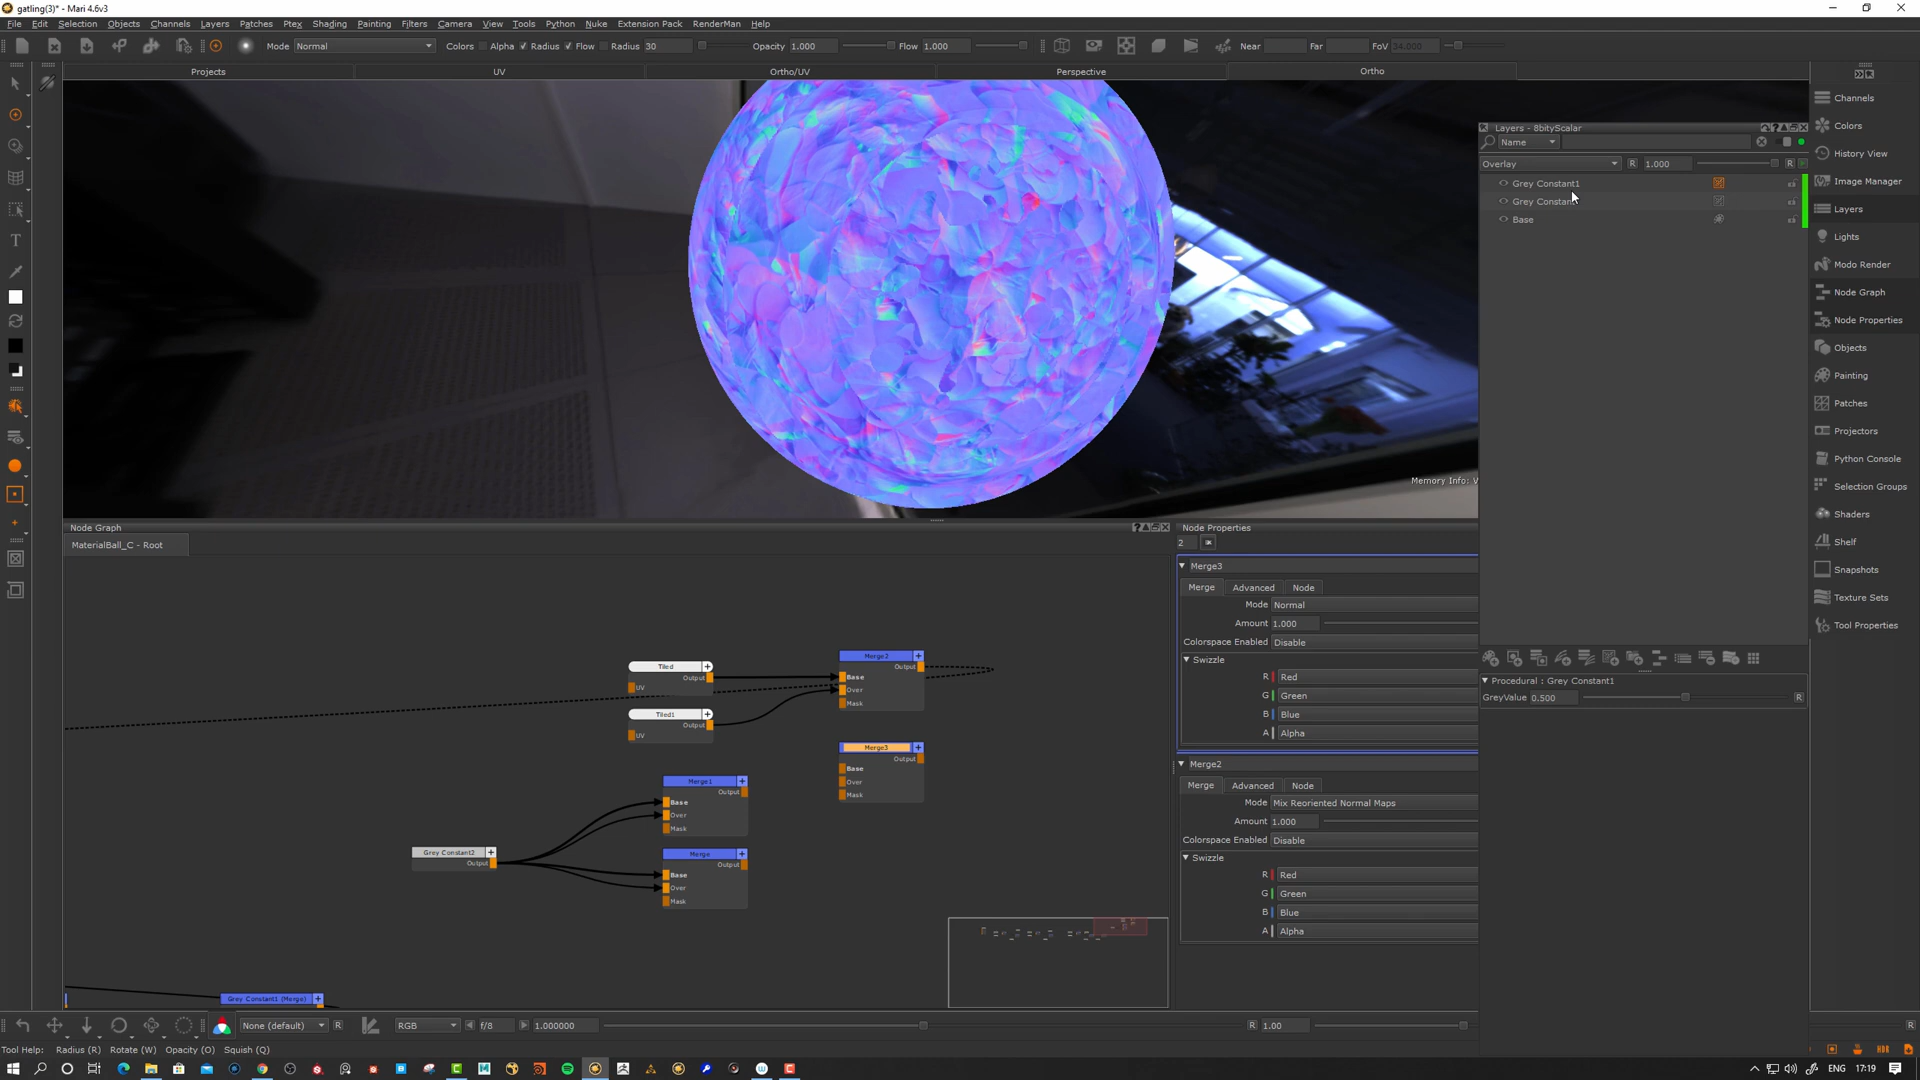 gatling(3)* - Mari 4.6v3
File Edit Selection Objects Channels Layers Patches Ptex Shading Painting Filters Camera View Tools Python Nuke Extension Pack RenderMan Help
Mode Normal Colors Alpha Radius Flow Radius 30 Opacity 1.000 Flow 1.000 Near Far FoV 34.000
Projects UV Ortho/UV Perspective Ortho
Channels
Colors
History View
Image Manager
Layers
Lights
Modo Render
Node Graph
Node Properties
Objects
Painting
Patches
Projectors
Python Console
Selection Groups
Shaders
Shelf
Snapshots
Texture Sets
Tool Properties
Layers - 8bityScalar
Name
Overlay R 1.000 R
Grey Constant1
Grey Constan
Base
Procedural : Grey Constant1
GreyValue 0.500 R
Memory Info: V
Node Graph
MaterialBall_C - Root
Tiled +
Output
UV
Tiled1 +
Output
UV
Merge2 +
Output
Base
Over
Mask
Merge3 +
Output
Base
Over
Mask
Merge1 +
Output
Base
Over
Mask
Merge +
Output
Base
Over
Mask
Grey Constant2 +
Output
Grey Constant1 (Merge) +
Node Properties
2
Merge3
Merge Advanced Node
Mode Normal
Amount 1.000
Colorspace Enabled Disable
Swizzle
R Red
G Green
B Blue
A Alpha
Merge2
Merge Advanced Node
Mode Mix Reoriented Normal Maps
Amount 1.000
Colorspace Enabled Disable
Swizzle
R Red
G Green
B Blue
A Alpha
None (default) R RGB f/8 1.000000 R 1.00 R
Tool Help: Radius (R) Rotate (W) Opacity (O) Squish (Q)
HDR
ENG 17:19